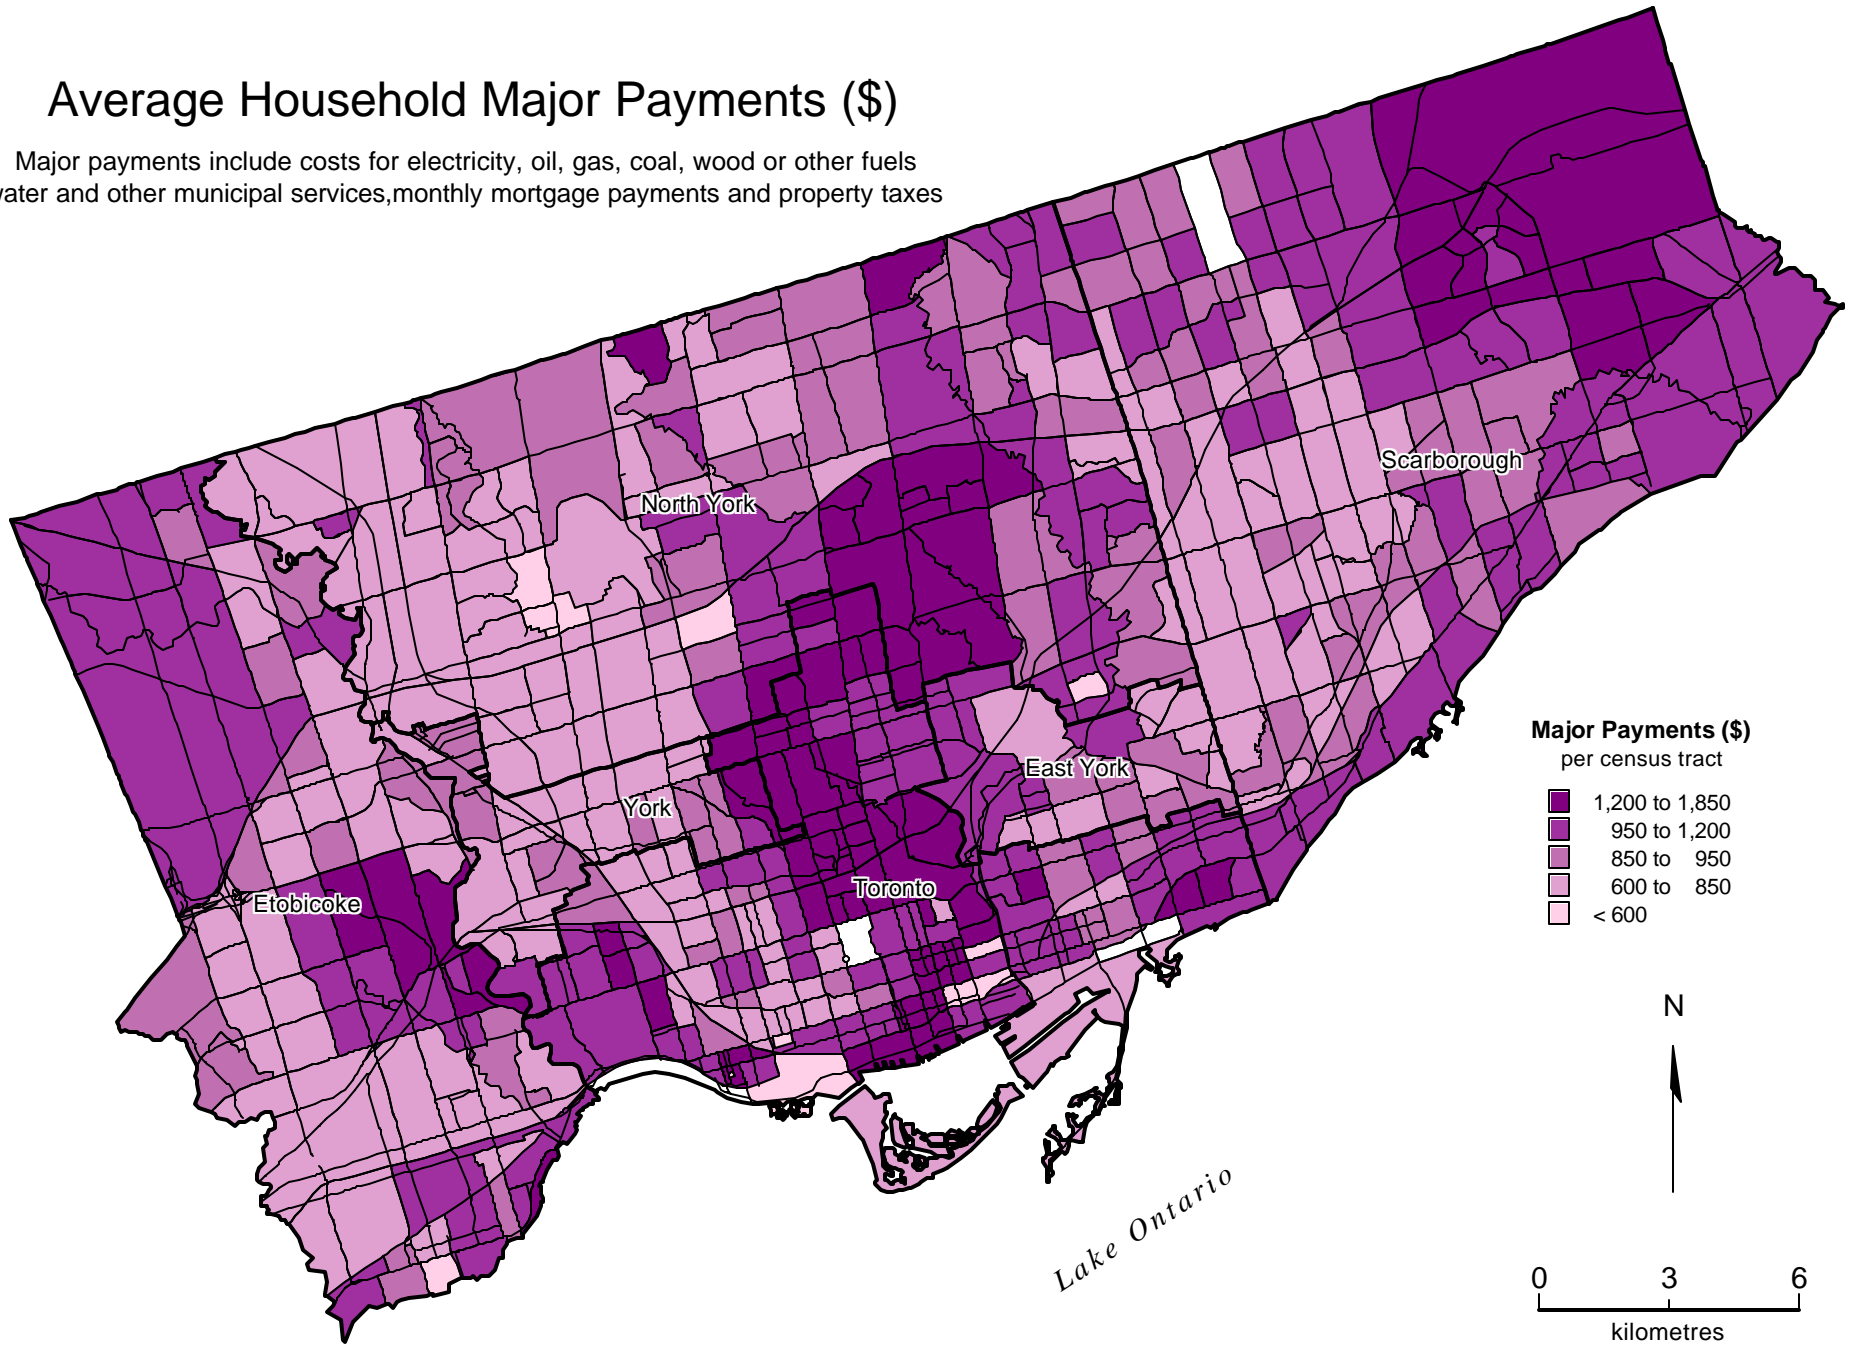 Average Household Major Payments ($)
Major payments include costs for electricity, oil, gas, coal, wood or other fuels
ater and other municipal services,monthly mortgage payments and property taxes
Scarborough
North York
Major Payments ($)
per census tract
East York
York
1,200 to 1,850
950 to 1,200
850 to 950
Toronto
600 to 850
Etobicoke
< 600
N
Lake Ontario
0 3 6
kilometres